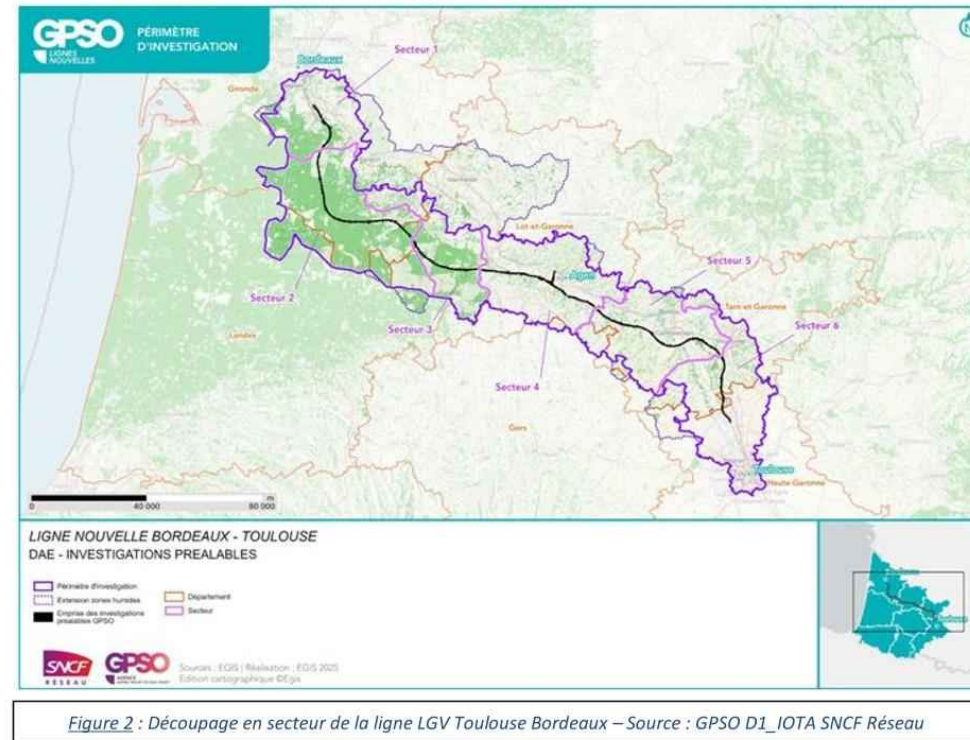 GPSO
LIGNES
NOUVELLES
PÉRIMÈTRE
D'INVESTIGATION
Secteur 1
Bordeaux
Gironde
Lot-et-Garonne
Secteur 5
Agen
Tarn-et-Garonne
Secteur 2
Secteur 6
Landes
Secteur 3
Secteur 4
Gers
Toulouse
Haute-Garonne
m
0 40 000 80 000
LIGNE NOUVELLE BORDEAUX - TOULOUSE
DAE - INVESTIGATIONS PREALABLES
Périmètre d'investigation
Extension zones humides
Emprise des investigations
préalables GPSO
Département
Secteur
SNCF
RÉSEAU
GPSO
Sources : EGIS | Réalisation : EGIS 2025
Edition cartographique ©Egis
Figure 2 : Découpage en secteur de la ligne LGV Toulouse Bordeaux – Source : GPSO D1_IOTA SNCF Réseau